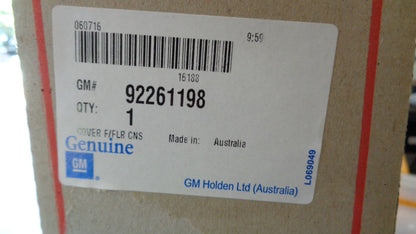 060716 9:59
16188
GM# 92261198
QTY: 1
COVER F/FLR CNS Made in: Australia
Genuine
GM
GM Holden Ltd (Australia)
L069049